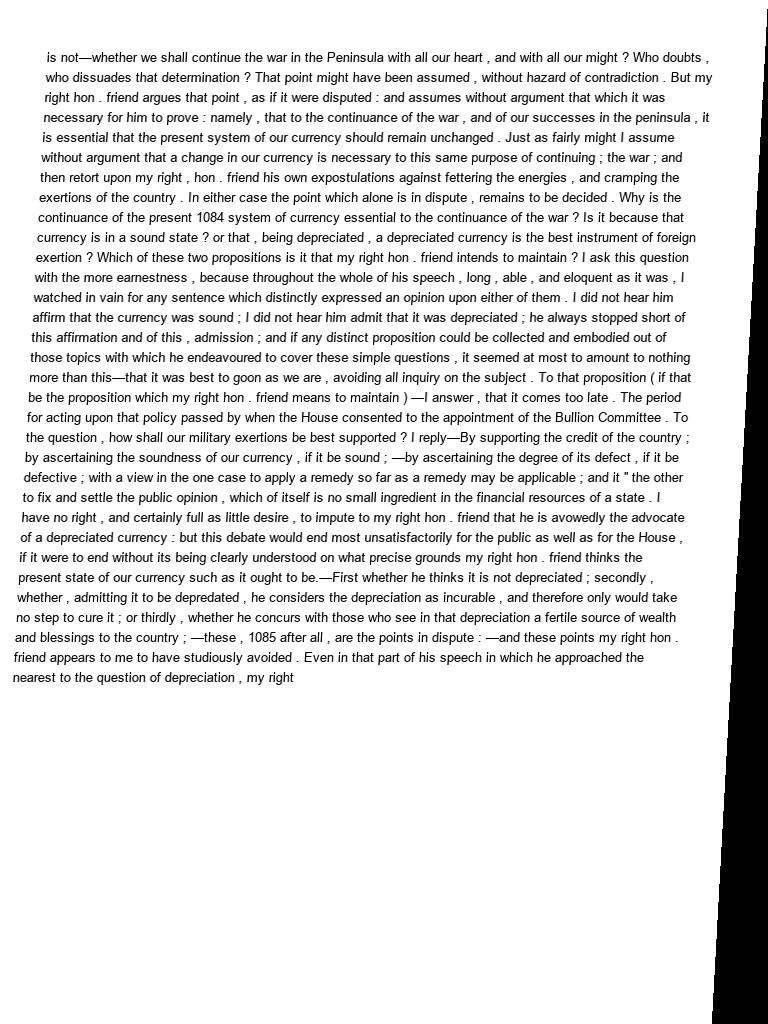 is not—whether we shall continue the war in the Peninsula with all our heart , and with all our might ? Who doubts ,
who dissuades that determination ? That point might have been assumed , without hazard of contradiction . But my
right hon . friend argues that point , as if it were disputed : and assumes without argument that which it was
necessary for him to prove : namely , that to the continuance of the war , and of our successes in the peninsula , it
is essential that the present system of our currency should remain unchanged . Just as fairly might I assume
without argument that a change in our currency is necessary to this same purpose of continuing ; the war ; and
then retort upon my right , hon . friend his own expostulations against fettering the energies , and cramping the
exertions of the country . In either case the point which alone is in dispute , remains to be decided . Why is the
continuance of the present 1084 system of currency essential to the continuance of the war ? Is it because that
currency is in a sound state ? or that , being depreciated , a depreciated currency is the best instrument of foreign
exertion ? Which of these two propositions is it that my right hon . friend intends to maintain ? I ask this question
with the more earnestness , because throughout the whole of his speech , long , able , and eloquent as it was , I
watched in vain for any sentence which distinctly expressed an opinion upon either of them . I did not hear him
affirm that the currency was sound ; I did not hear him admit that it was depreciated ; he always stopped short of
this affirmation and of this , admission ; and if any distinct proposition could be collected and embodied out of
those topics with which he endeavoured to cover these simple questions , it seemed at most to amount to nothing
more than this—that it was best to goon as we are , avoiding all inquiry on the subject . To that proposition ( if that
be the proposition which my right hon . friend means to maintain ) —I answer , that it comes too late . The period
for acting upon that policy passed by when the House consented to the appointment of the Bullion Committee . To
the question , how shall our military exertions be best supported ? I reply—By supporting the credit of the country ;
by ascertaining the soundness of our currency , if it be sound ; —by ascertaining the degree of its defect , if it be
defective ; with a view in the one case to apply a remedy so far as a remedy may be applicable ; and it " the other
to fix and settle the public opinion , which of itself is no small ingredient in the financial resources of a state . I
have no right , and certainly full as little desire , to impute to my right hon . friend that he is avowedly the advocate
of a depreciated currency : but this debate would end most unsatisfactorily for the public as well as for the House ,
if it were to end without its being clearly understood on what precise grounds my right hon . friend thinks the
present state of our currency such as it ought to be.—First whether he thinks it is not depreciated ; secondly ,
whether , admitting it to be depredated , he considers the depreciation as incurable , and therefore only would take
no step to cure it ; or thirdly , whether he concurs with those who see in that depreciation a fertile source of wealth
and blessings to the country ; —these , 1085 after all , are the points in dispute : —and these points my right hon .
friend appears to me to have studiously avoided . Even in that part of his speech in which he approached the
nearest to the question of depreciation , my right